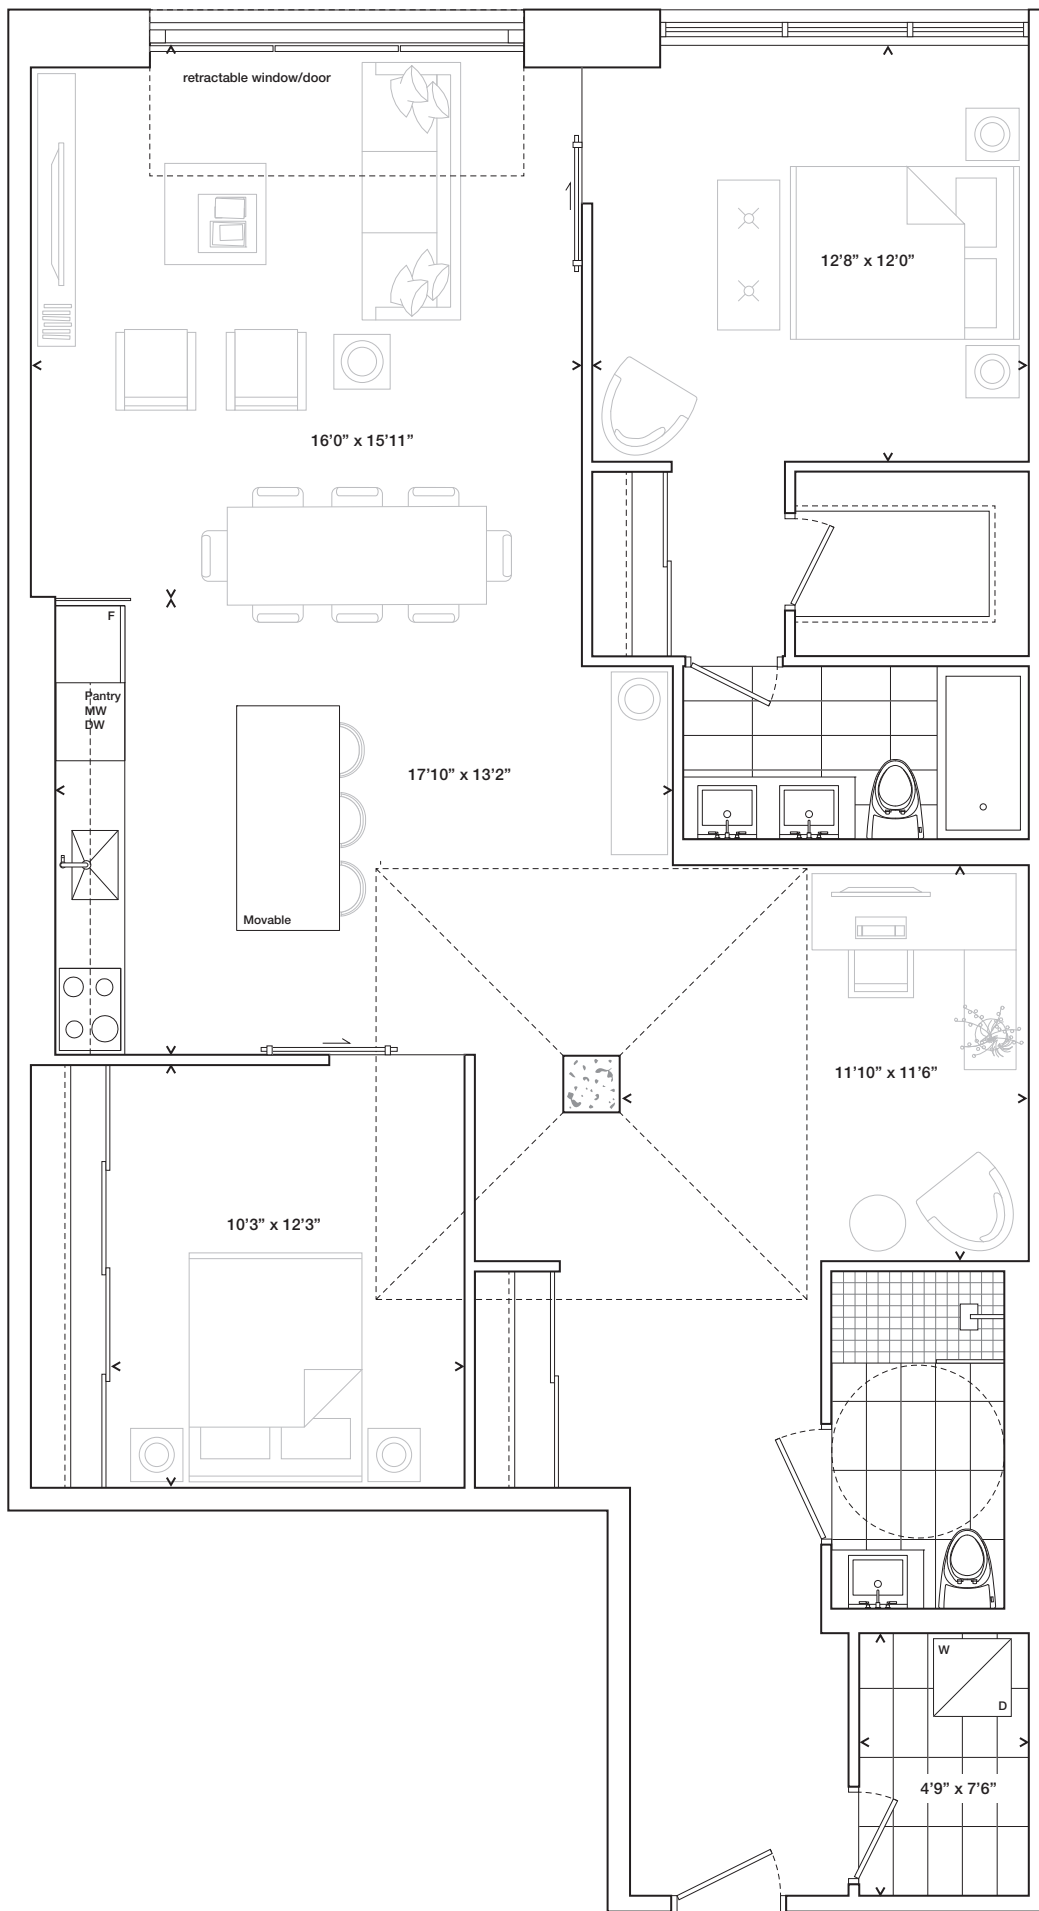 retractable window/door
12’8” x 12’0”
16’0” x 15’11”
F
Pantry
MW
DW
17’10” x 13’2”
Movable
11’10” x 11’6”
10’3” x 12’3”
W
D
4’9” x 7’6”